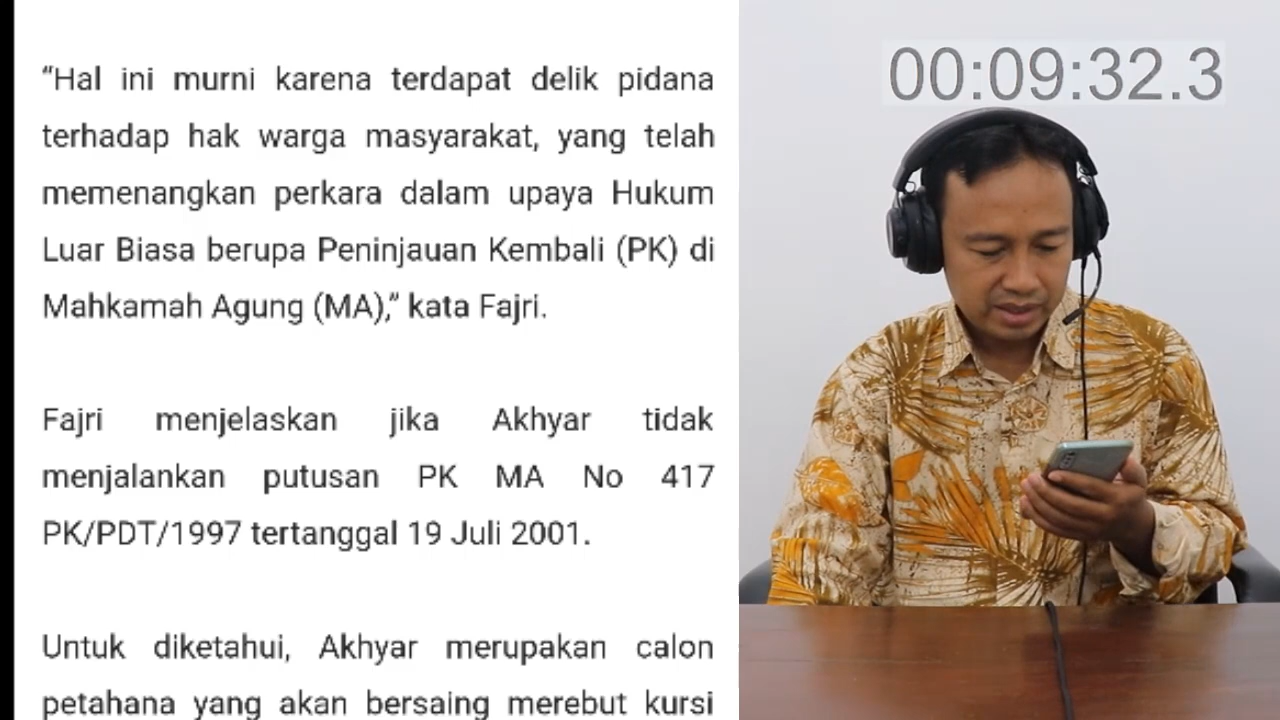 “Hal ini murni karena terdapat delik pidana
terhadap hak warga masyarakat, yang telah
memenangkan perkara dalam upaya Hukum
Luar Biasa berupa Peninjauan Kembali (PK) di
Mahkamah Agung (MA),” kata Fajri.
Fajri menjelaskan jika Akhyar tidak
menjalankan putusan PK MA No 417
PK/PDT/1997 tertanggal 19 Juli 2001.
Untuk diketahui, Akhyar merupakan calon
petahana yang akan bersaing merebut kursi
00:09:32.3